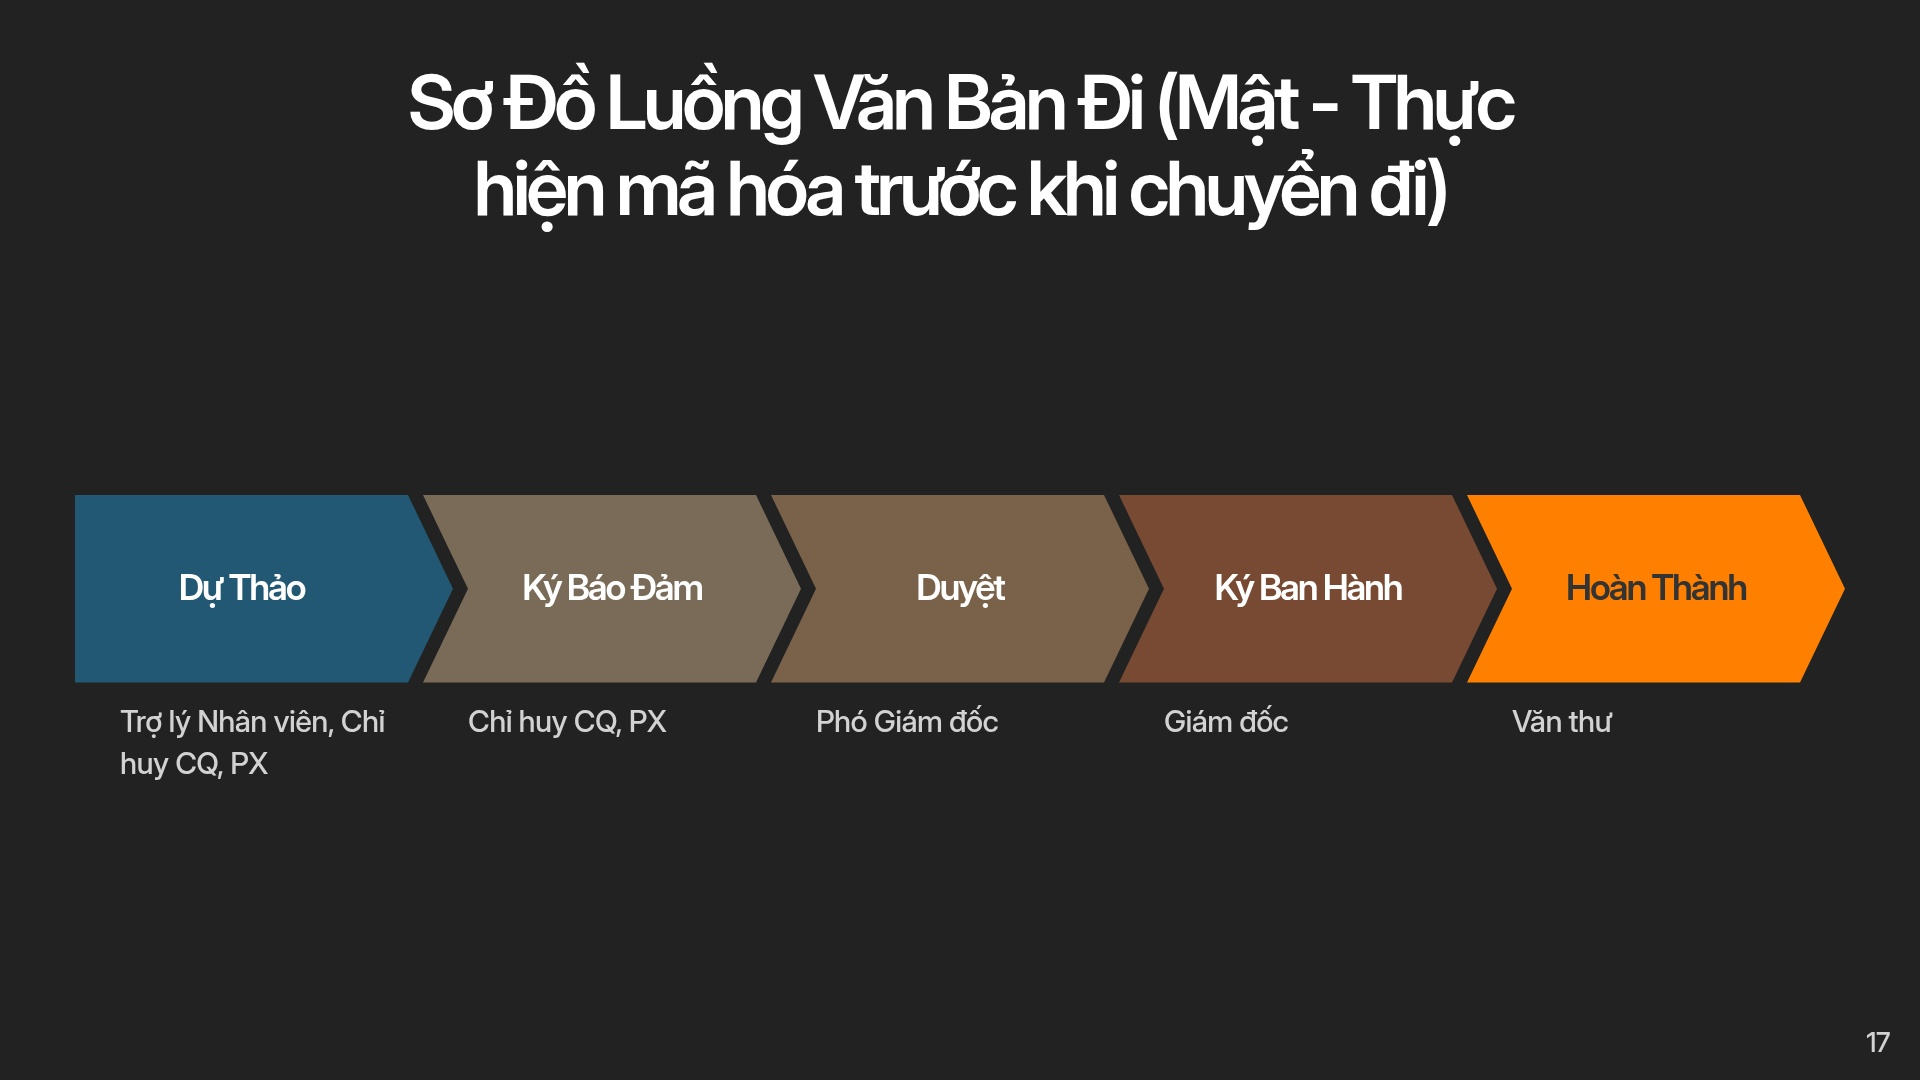 Sơ Đồ Luồng Văn Bản Đi (Mật - Thực
hiện mã hóa trước khi chuyển đi)
Dự Thảo
Ký Báo Đảm
Duyệt
Ký Ban Hành
Hoàn Thành
Trợ lý Nhân viên, Chỉ
huy CQ, PX
Chỉ huy CQ, PX
Phó Giám đốc
Giám đốc
Văn thư
17